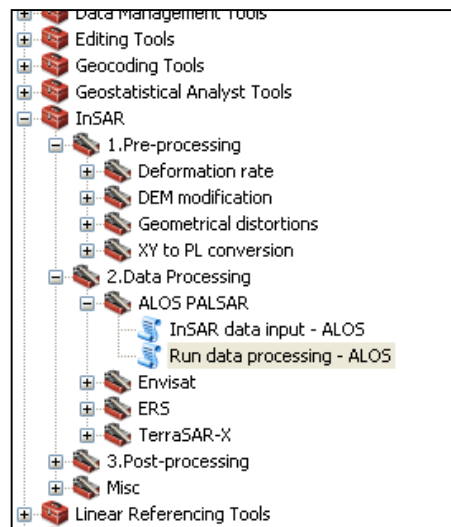 Data Management Tools
Editing Tools
Geocoding Tools
Geostatistical Analyst Tools
InSAR
1.Pre-processing
Deformation rate
DEM modification
Geometrical distortions
XY to PL conversion
2.Data Processing
ALOS PALSAR
InSAR data input - ALOS
Run data processing - ALOS
Envisat
ERS
TerraSAR-X
3.Post-processing
Misc
Linear Referencing Tools